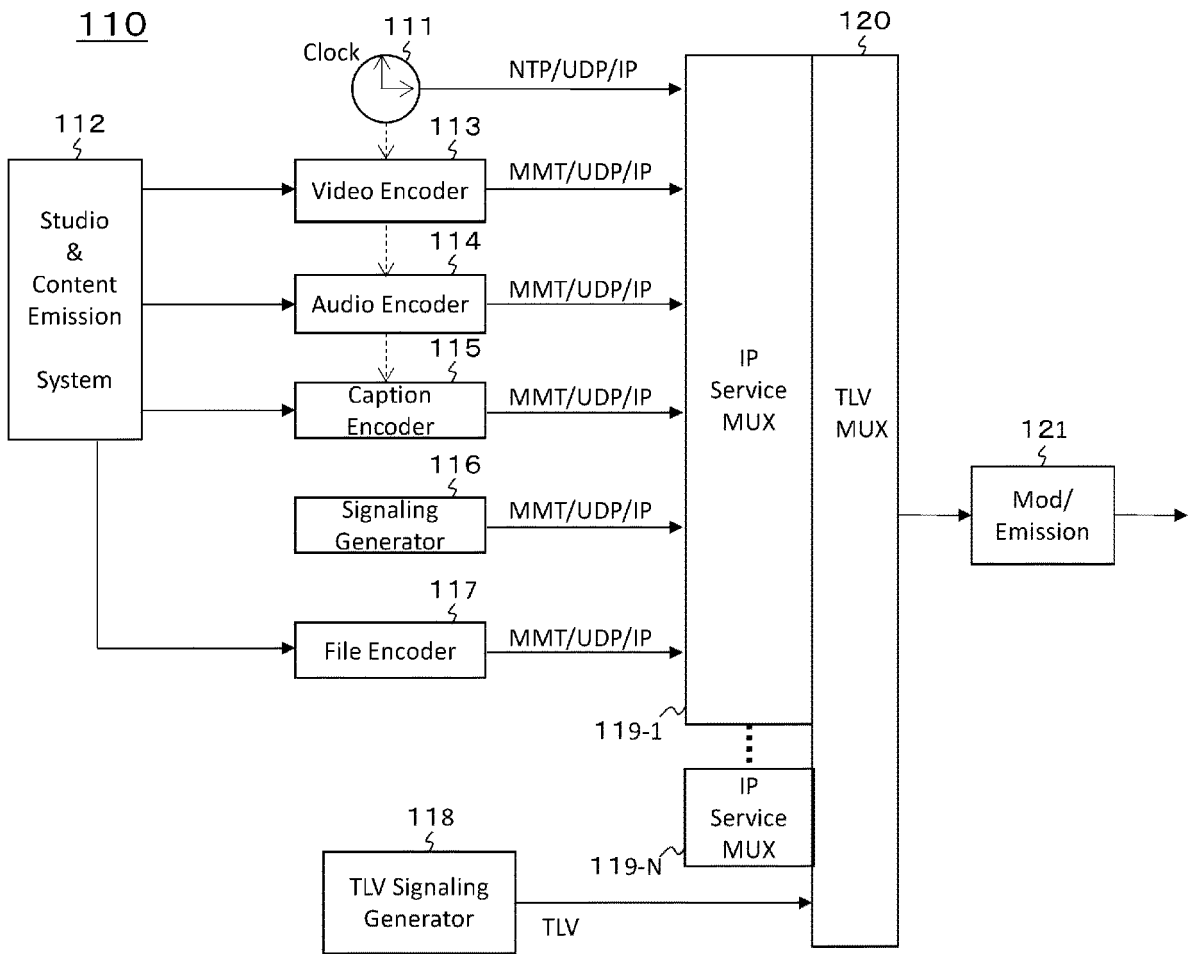 110
111
120
Clock
NTP/UDP/IP
112
113
Video Encoder
MMT/UDP/IP
Studio
&
Content
Emission
System
114
Audio Encoder
MMT/UDP/IP
115
Caption
Encoder
MMT/UDP/IP
IP
Service
MUX
TLV
MUX
116
Signaling
Generator
MMT/UDP/IP
121
Mod/
Emission
117
File Encoder
MMT/UDP/IP
119-1
IP
Service
MUX
119-N
118
TLV Signaling
Generator
TLV